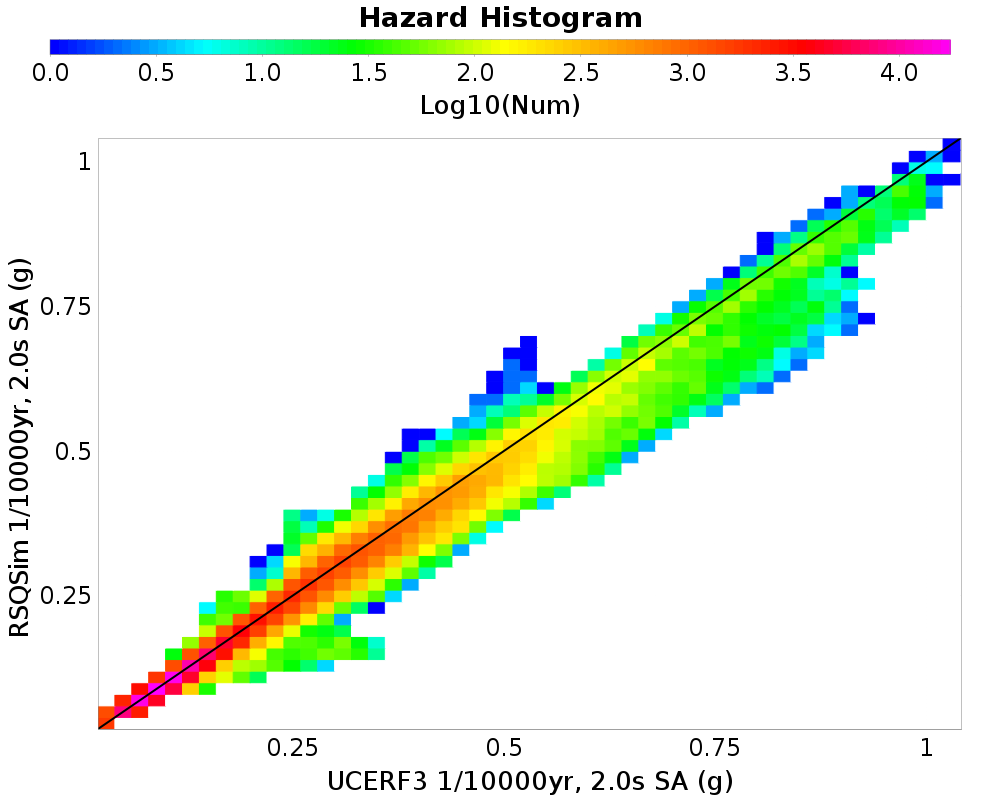 Hazard Histogram
0.0 0.5 1.0 1.5 2.0 2.5 3.0 3.5 4.0
Log10(Num)
RSQSim 1/10000yr, 2.0s SA (g)
1
0.75
0.5
0.25
0.25 0.5 0.75 1
UCERF3 1/10000yr, 2.0s SA (g)